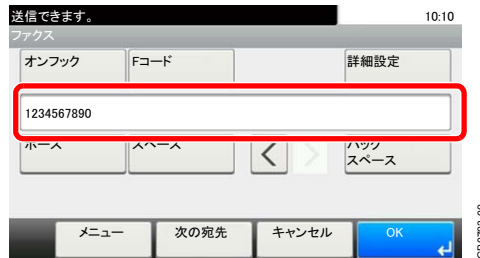 送信できます。 10:10
ファクス
オンフック Fコード 詳細設定
1234567890
ポーズ スペース バック
スペース
メニュー 次の宛先 キャンセル OK